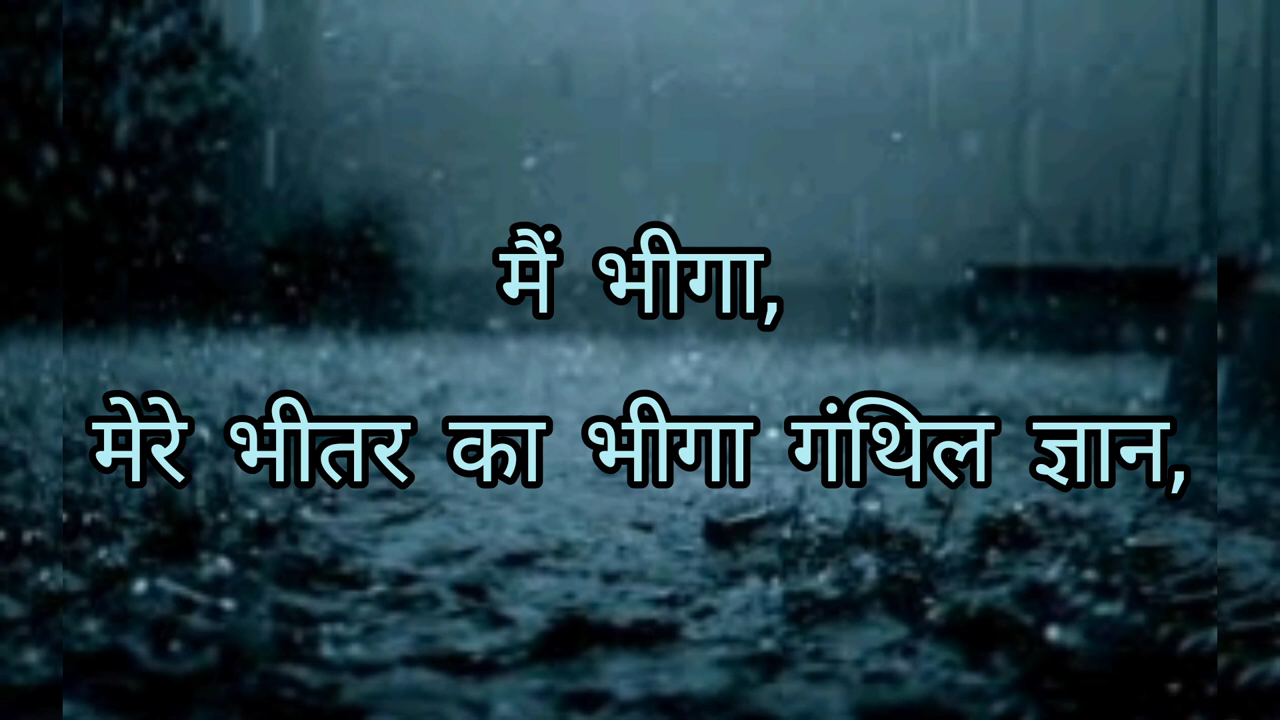 मैं भीगा,
मेरे भीतर का भीगा गंथिल ज्ञान,